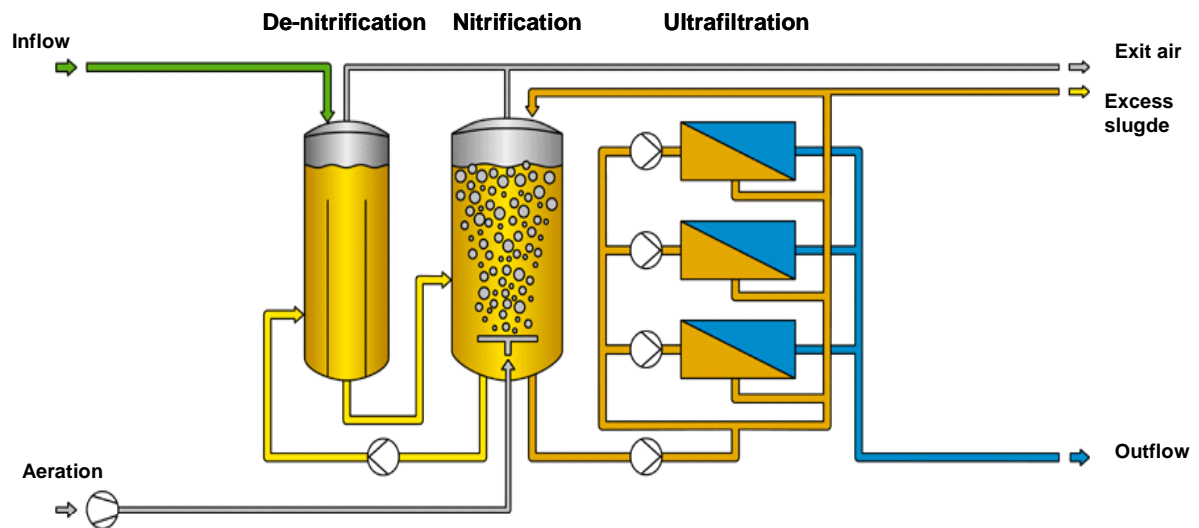 De-nitrification Nitrification Ultrafiltration
Inflow
Exit air
Excess
slugde
Aeration
Outflow